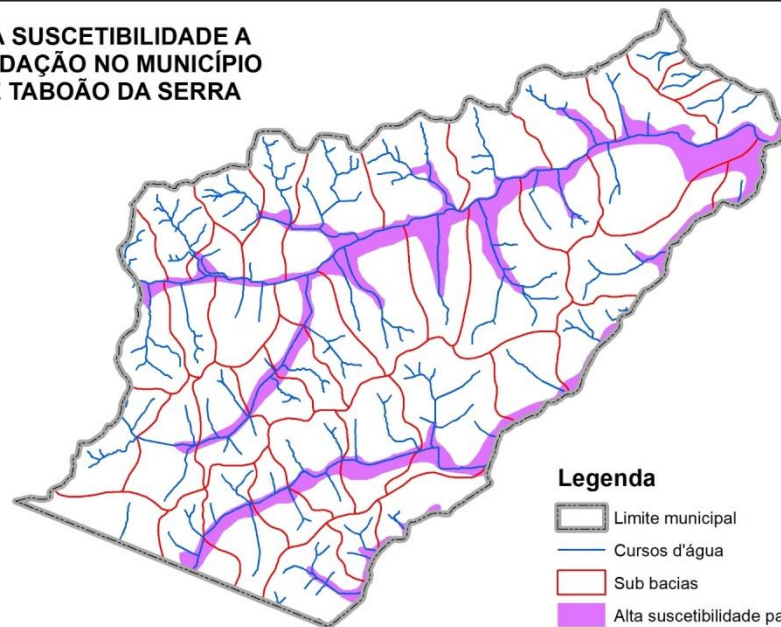 A SUSCETIBILIDADE A
DAÇÃO NO MUNICÍPIO
TABOÃO DA SERRA
Legenda
Limite municipal
Cursos d'água
Sub bacias
Alta suscetibilidade pa